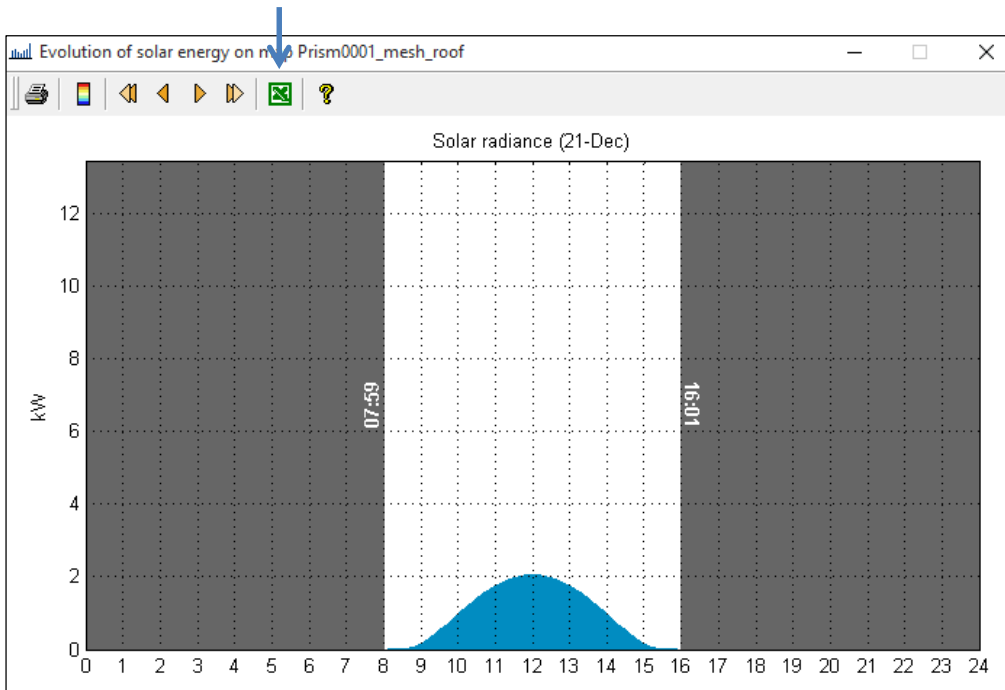 Evolution of solar energy on map Prism0001_mesh_roof
Solar radiance (21-Dec)
12
10
8
6
4
2
0
kW
07:59
16:01
0 1 2 3 4 5 6 7 8 9 10 11 12 13 14 15 16 17 18 19 20 21 22 23 24